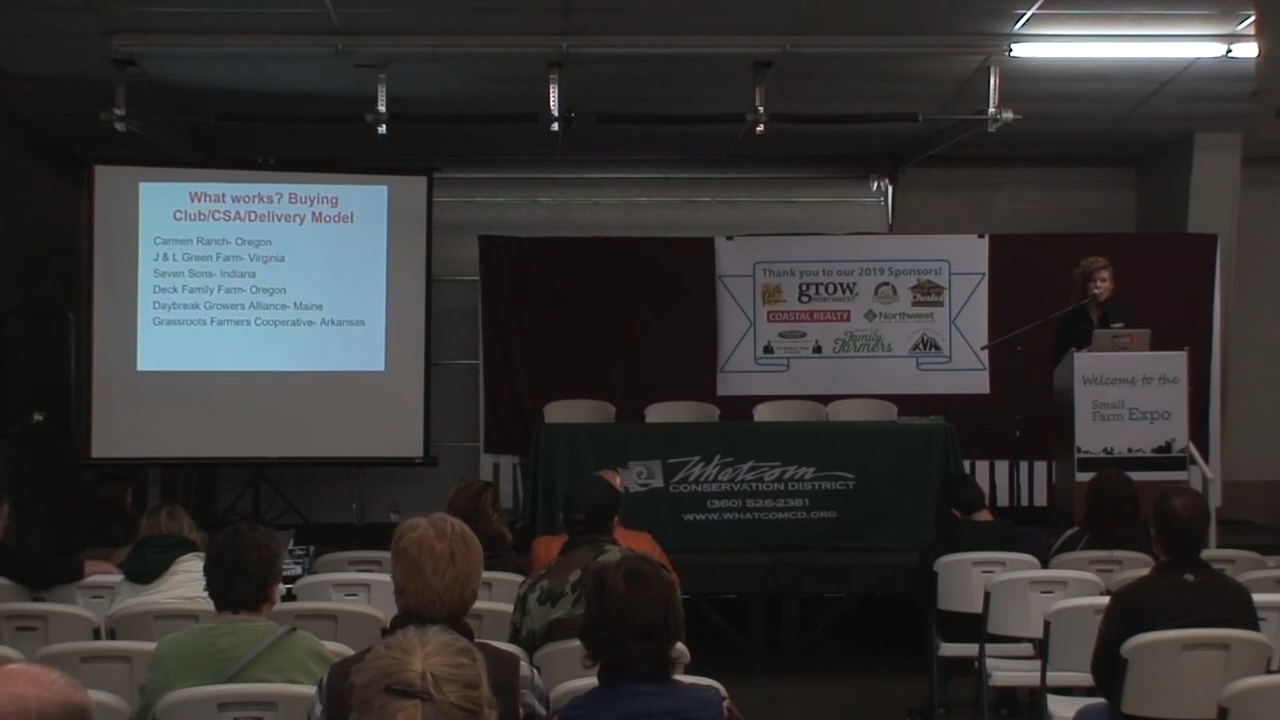 What works? Buying
Club/CSA/Delivery Model
Carmen Ranch- Oregon
J & L Green Farm- Virginia
Seven Sons- Indiana
Deck Family Farm- Oregon
Daybreak Growers Alliance- Maine
Grassroots Farmers Cooperative- Arkansas
Thank you to our 2019 Sponsors!
grow
NORTHWEST
Chalet
COASTAL REALTY
Northwest
Family
Farmers
Welcome to the
Small
Farm Expo
Whatcom
CONSERVATION DISTRICT
(360) 526-2381
WWW.WHATCOMCD.ORG